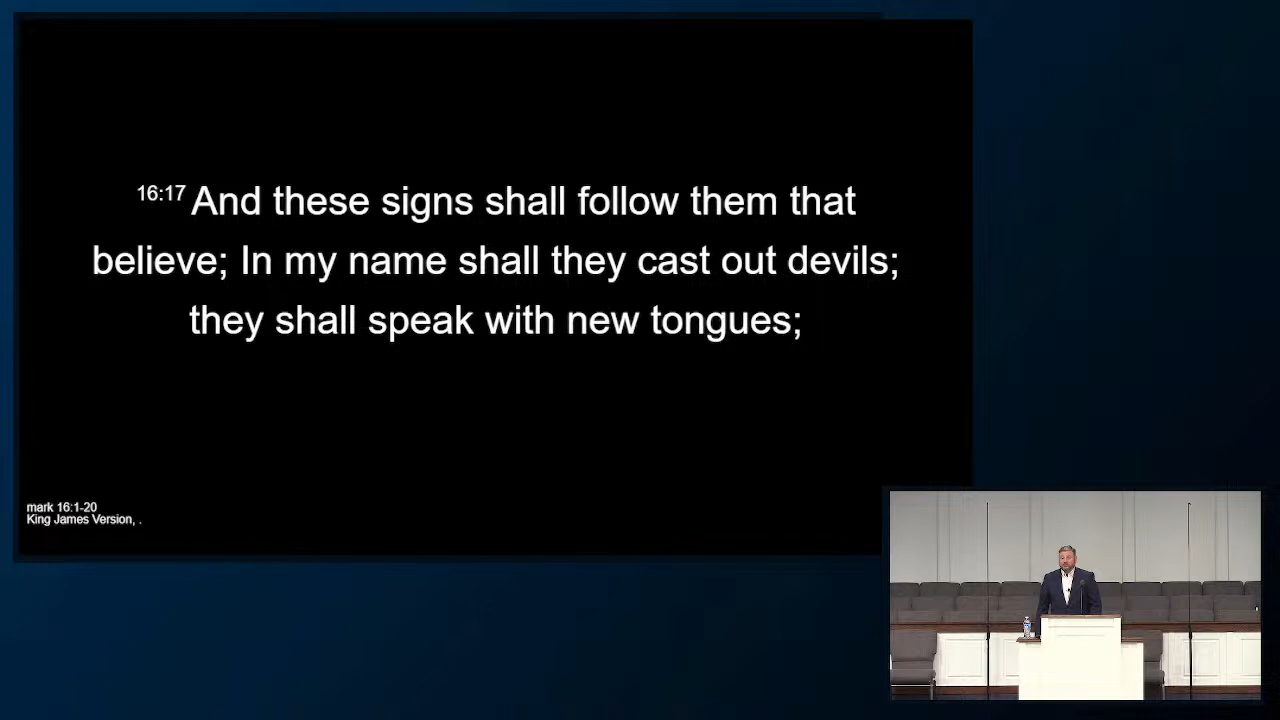 16:17 And these signs shall follow them that
believe; In my name shall they cast out devils;
they shall speak with new tongues;
mark 16:1-20
King James Version, .